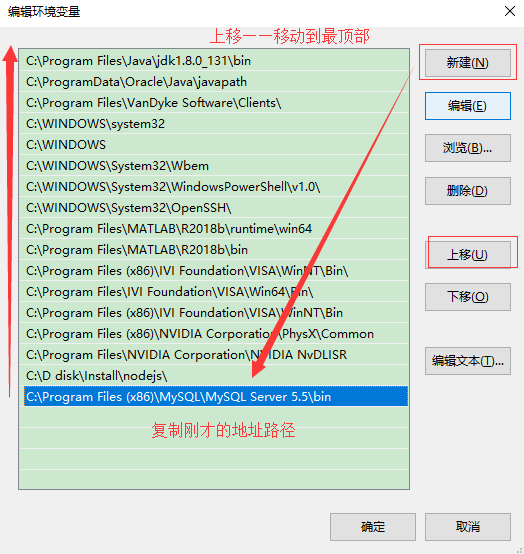 编辑环境变量
上移一一移动到最顶部
C:\Program Files\Java\jdk1.8.0_131\bin
C:\ProgramData\Oracle\Java\javapath
C:\Program Files\VanDyke Software\Clients\
C:\WINDOWS\system32
C:\WINDOWS
C:\WINDOWS\System32\Wbem
C:\WINDOWS\System32\WindowsPowerShell\v1.0\
C:\WINDOWS\System32\OpenSSH\
C:\Program Files\MATLAB\R2018b\runtime\win64
C:\Program Files\MATLAB\R2018b\bin
C:\Program Files (x86)\IVI Foundation\VISA\WinNT\Bin\
C:\Program Files\IVI Foundation\VISA\Win64\Bin\
C:\Program Files (x86)\IVI Foundation\VISA\WinNT\Bin
C:\Program Files (x86)\NVIDIA Corporation\PhysX\Common
C:\Program Files\NVIDIA Corporation\NVIDIA NvDLISR
C:\D disk\Install\nodejs\
C:\Program Files (x86)\MySQL\MySQL Server 5.5\bin
复制刚才的地址路径
新建(N)
编辑(E)
浏览(B)...
删除(D)
上移(U)
下移(O)
编辑文本(T)...
确定
取消